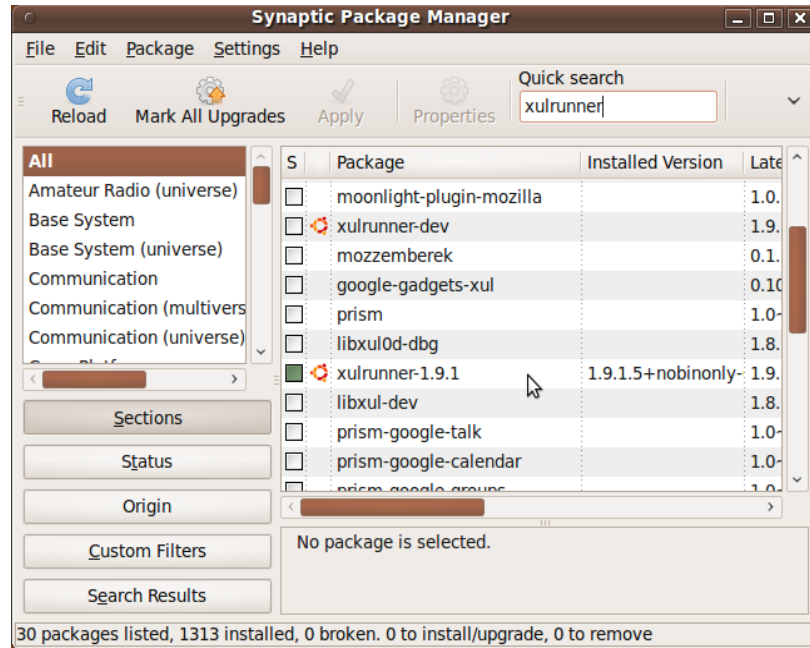 Synaptic Package Manager
File Edit Package Settings Help
Quick search
Reload Mark All Upgrades Apply Properties xulrunner
All
Amateur Radio (universe)
Base System
Base System (universe)
Communication
Communication (multivers
Communication (universe)
Sections
Status
Origin
Custom Filters
Search Results
S Package Installed Version Late
moonlight-plugin-mozilla 1.0.
xulrunner-dev 1.9.
mozzemberek 0.1.
google-gadgets-xul 0.10
prism 1.0~
libxul0d-dbg 1.8.
xulrunner-1.9.1 1.9.1.5+nobinonly- 1.9.
libxul-dev 1.8.
prism-google-talk 1.0~
prism-google-calendar 1.0~
prism-google-groups 1.0~
No package is selected.
30 packages listed, 1313 installed, 0 broken. 0 to install/upgrade, 0 to remove